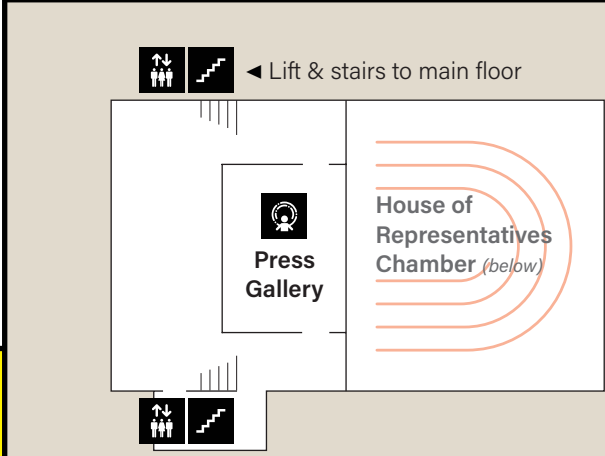 ◄ Lift & stairs to main floor
House of
Representatives
Chamber (below)
Press
Gallery